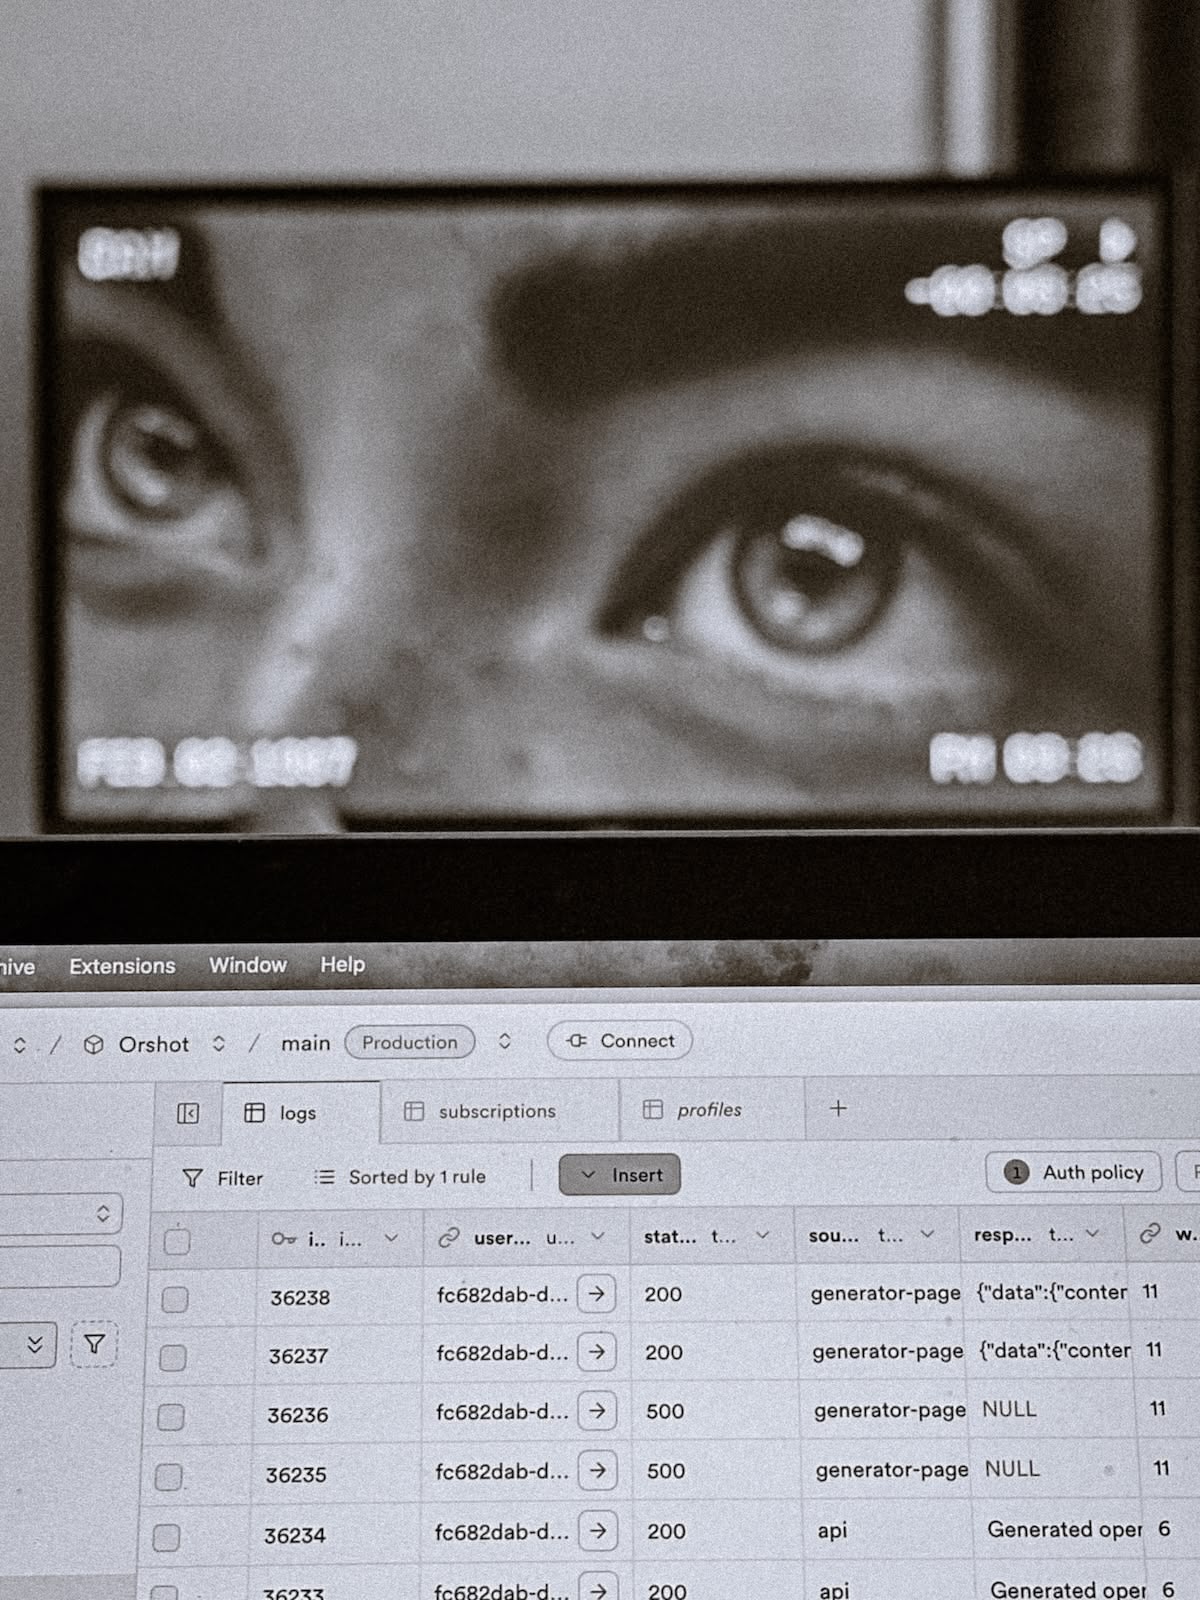 Extensions Window Help
/ Orshot / main Production Connect
logs subscriptions profiles +
Filter Sorted by 1 rule Insert 1 Auth policy
i.. i... user... u... stat... t... sou... t... resp... t... w.
36238 fc682dab-d... → 200 generator-page {"data":{"conter 11
36237 fc682dab-d... → 200 generator-page {"data":{"conter 11
36236 fc682dab-d... → 500 generator-page NULL 11
36235 fc682dab-d... → 500 generator-page NULL 11
36234 fc682dab-d... → 200 api Generated oper 6
36233 fc682dab-d... → 200 api Generated oper 6